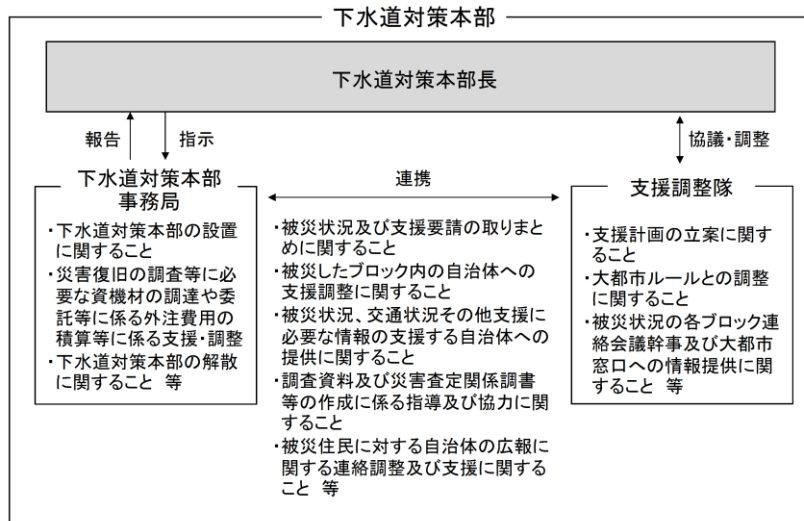 下水道対策本部
下水道対策本部長
報告
指示
協議・調整
下水道対策本部
事務局
・下水道対策本部の設置
に関すること
・災害復旧の調査等に必
要な資機材の調達や委
託等に係る外注費用の
積算等に係る支援・調整
・下水道対策本部の解散
に関すること 等
連携
・被災状況及び支援要請の取りまと
めに関すること
・被災したブロック内の自治体への
支援調整に関すること
・被災状況、交通状況その他支援に
必要な情報の支援する自治体への
提供に関すること
・調査資料及び災害査定関係調書
等の作成に係る指導及び協力に関
すること
・被災住民に対する自治体の広報に
関する連絡調整及び支援に関する
こと 等
支援調整隊
・支援計画の立案に関す
ること
・大都市ルールとの調整
に関すること
・被災状況の各ブロック連
絡会議幹事及び大都市
窓口への情報提供に関
すること 等